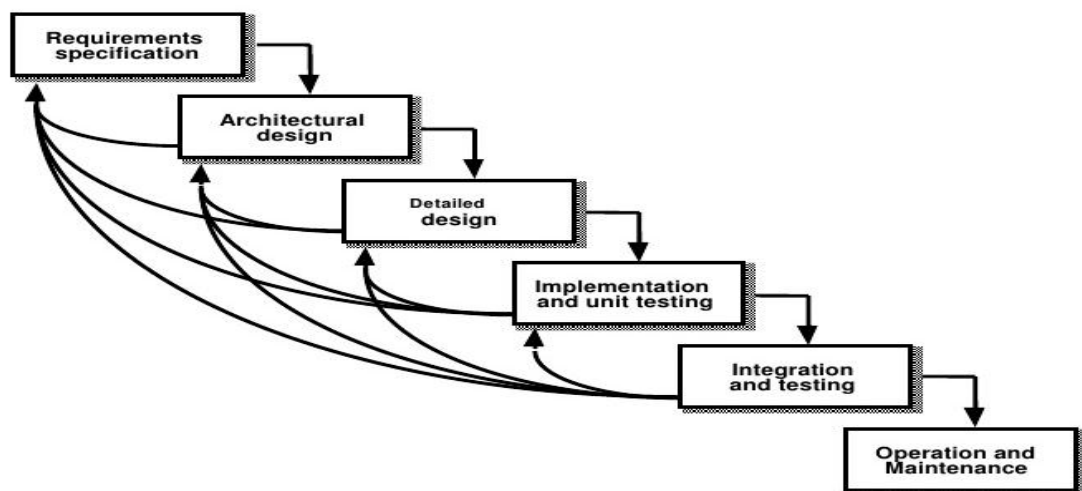 Requirements
specification
Architectural
design
Detailed
design
Implementation
and unit testing
Integration
and testing
Operation and
Maintenance